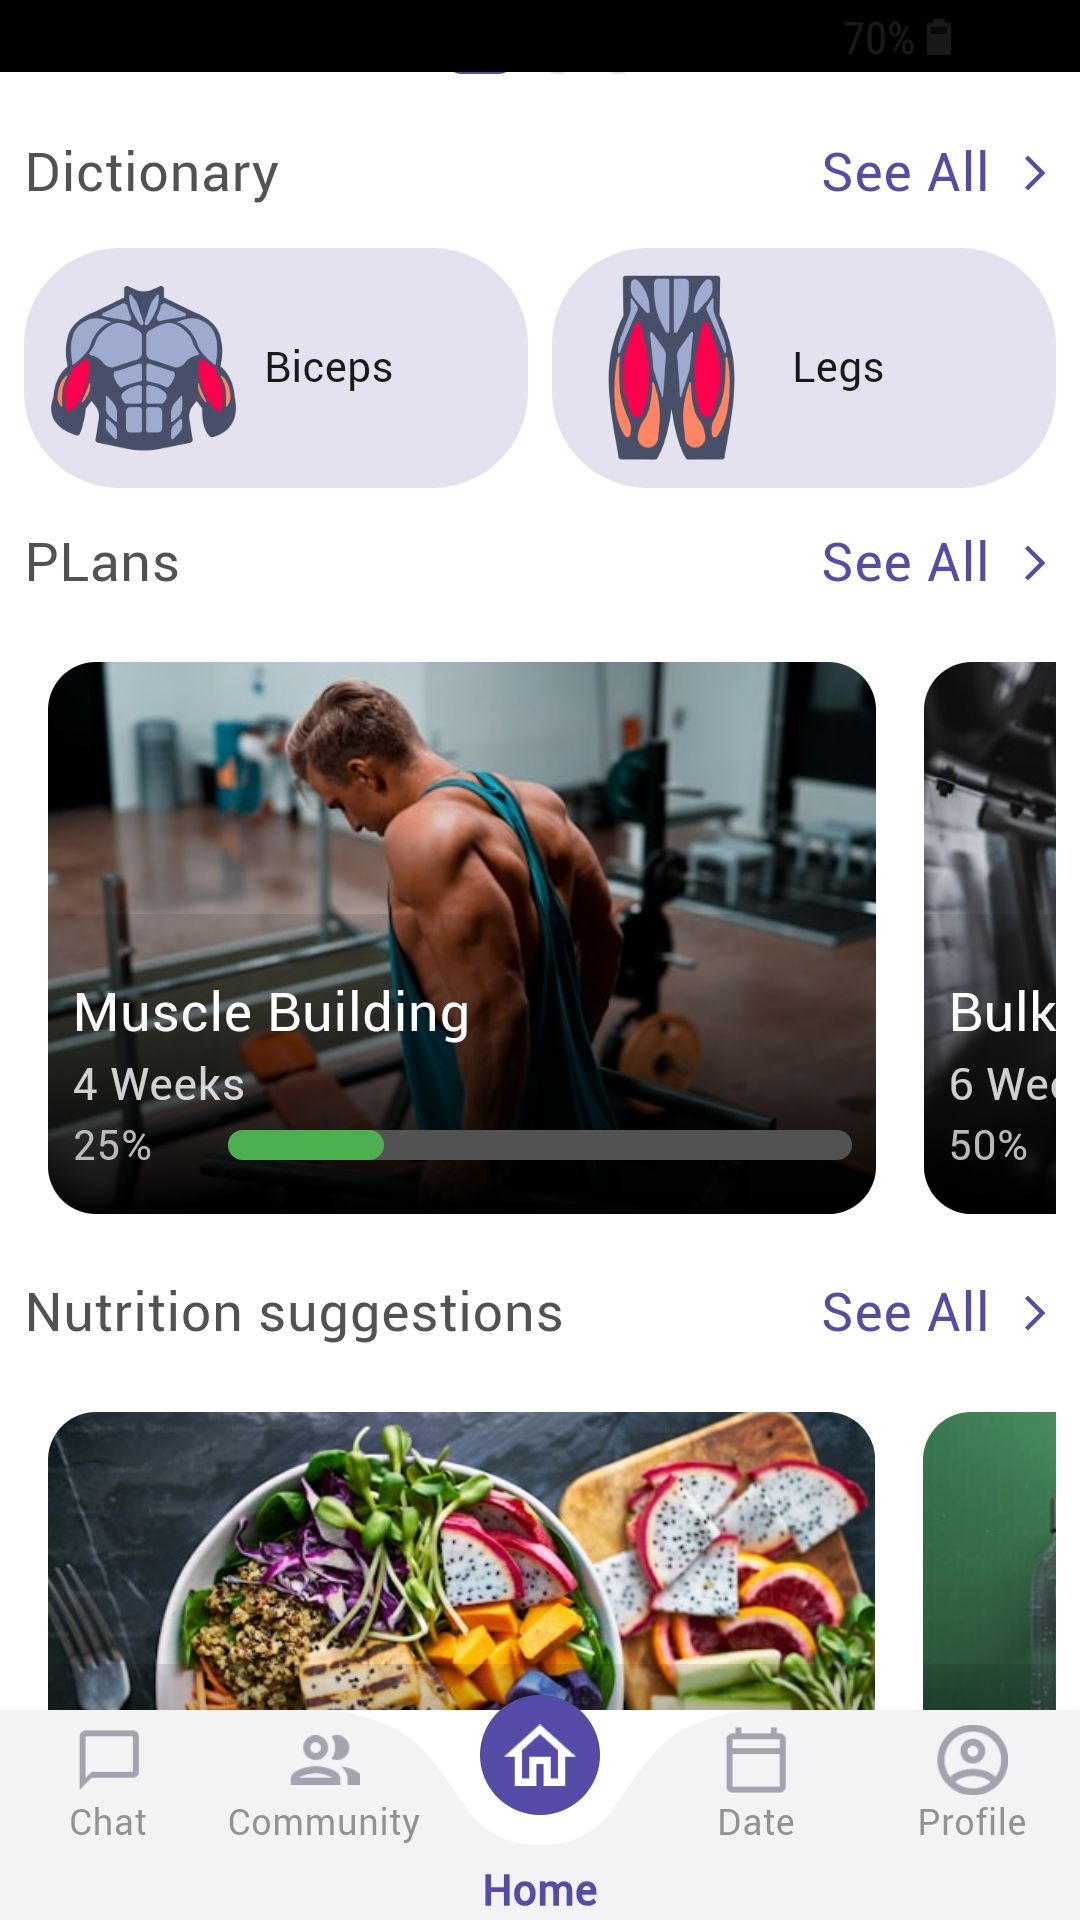 70%
Dictionary See All
Biceps Legs
PLans See All
Muscle Building Bulk
4 Weeks 6 We
25% 50%
Nutrition suggestions See All
Chat Community Date Profile
Home